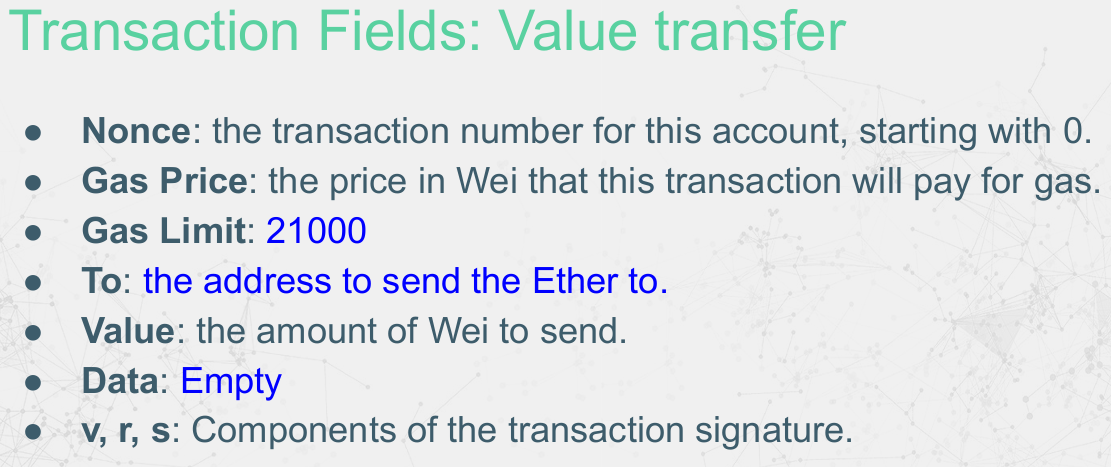 Transaction Fields: Value transfer
● Nonce: the transaction number for this account, starting with 0.
● Gas Price: the price in Wei that this transaction will pay for gas.
● Gas Limit: 21000
● To: the address to send the Ether to.
● Value: the amount of Wei to send.
● Data: Empty
● v, r, s: Components of the transaction signature.